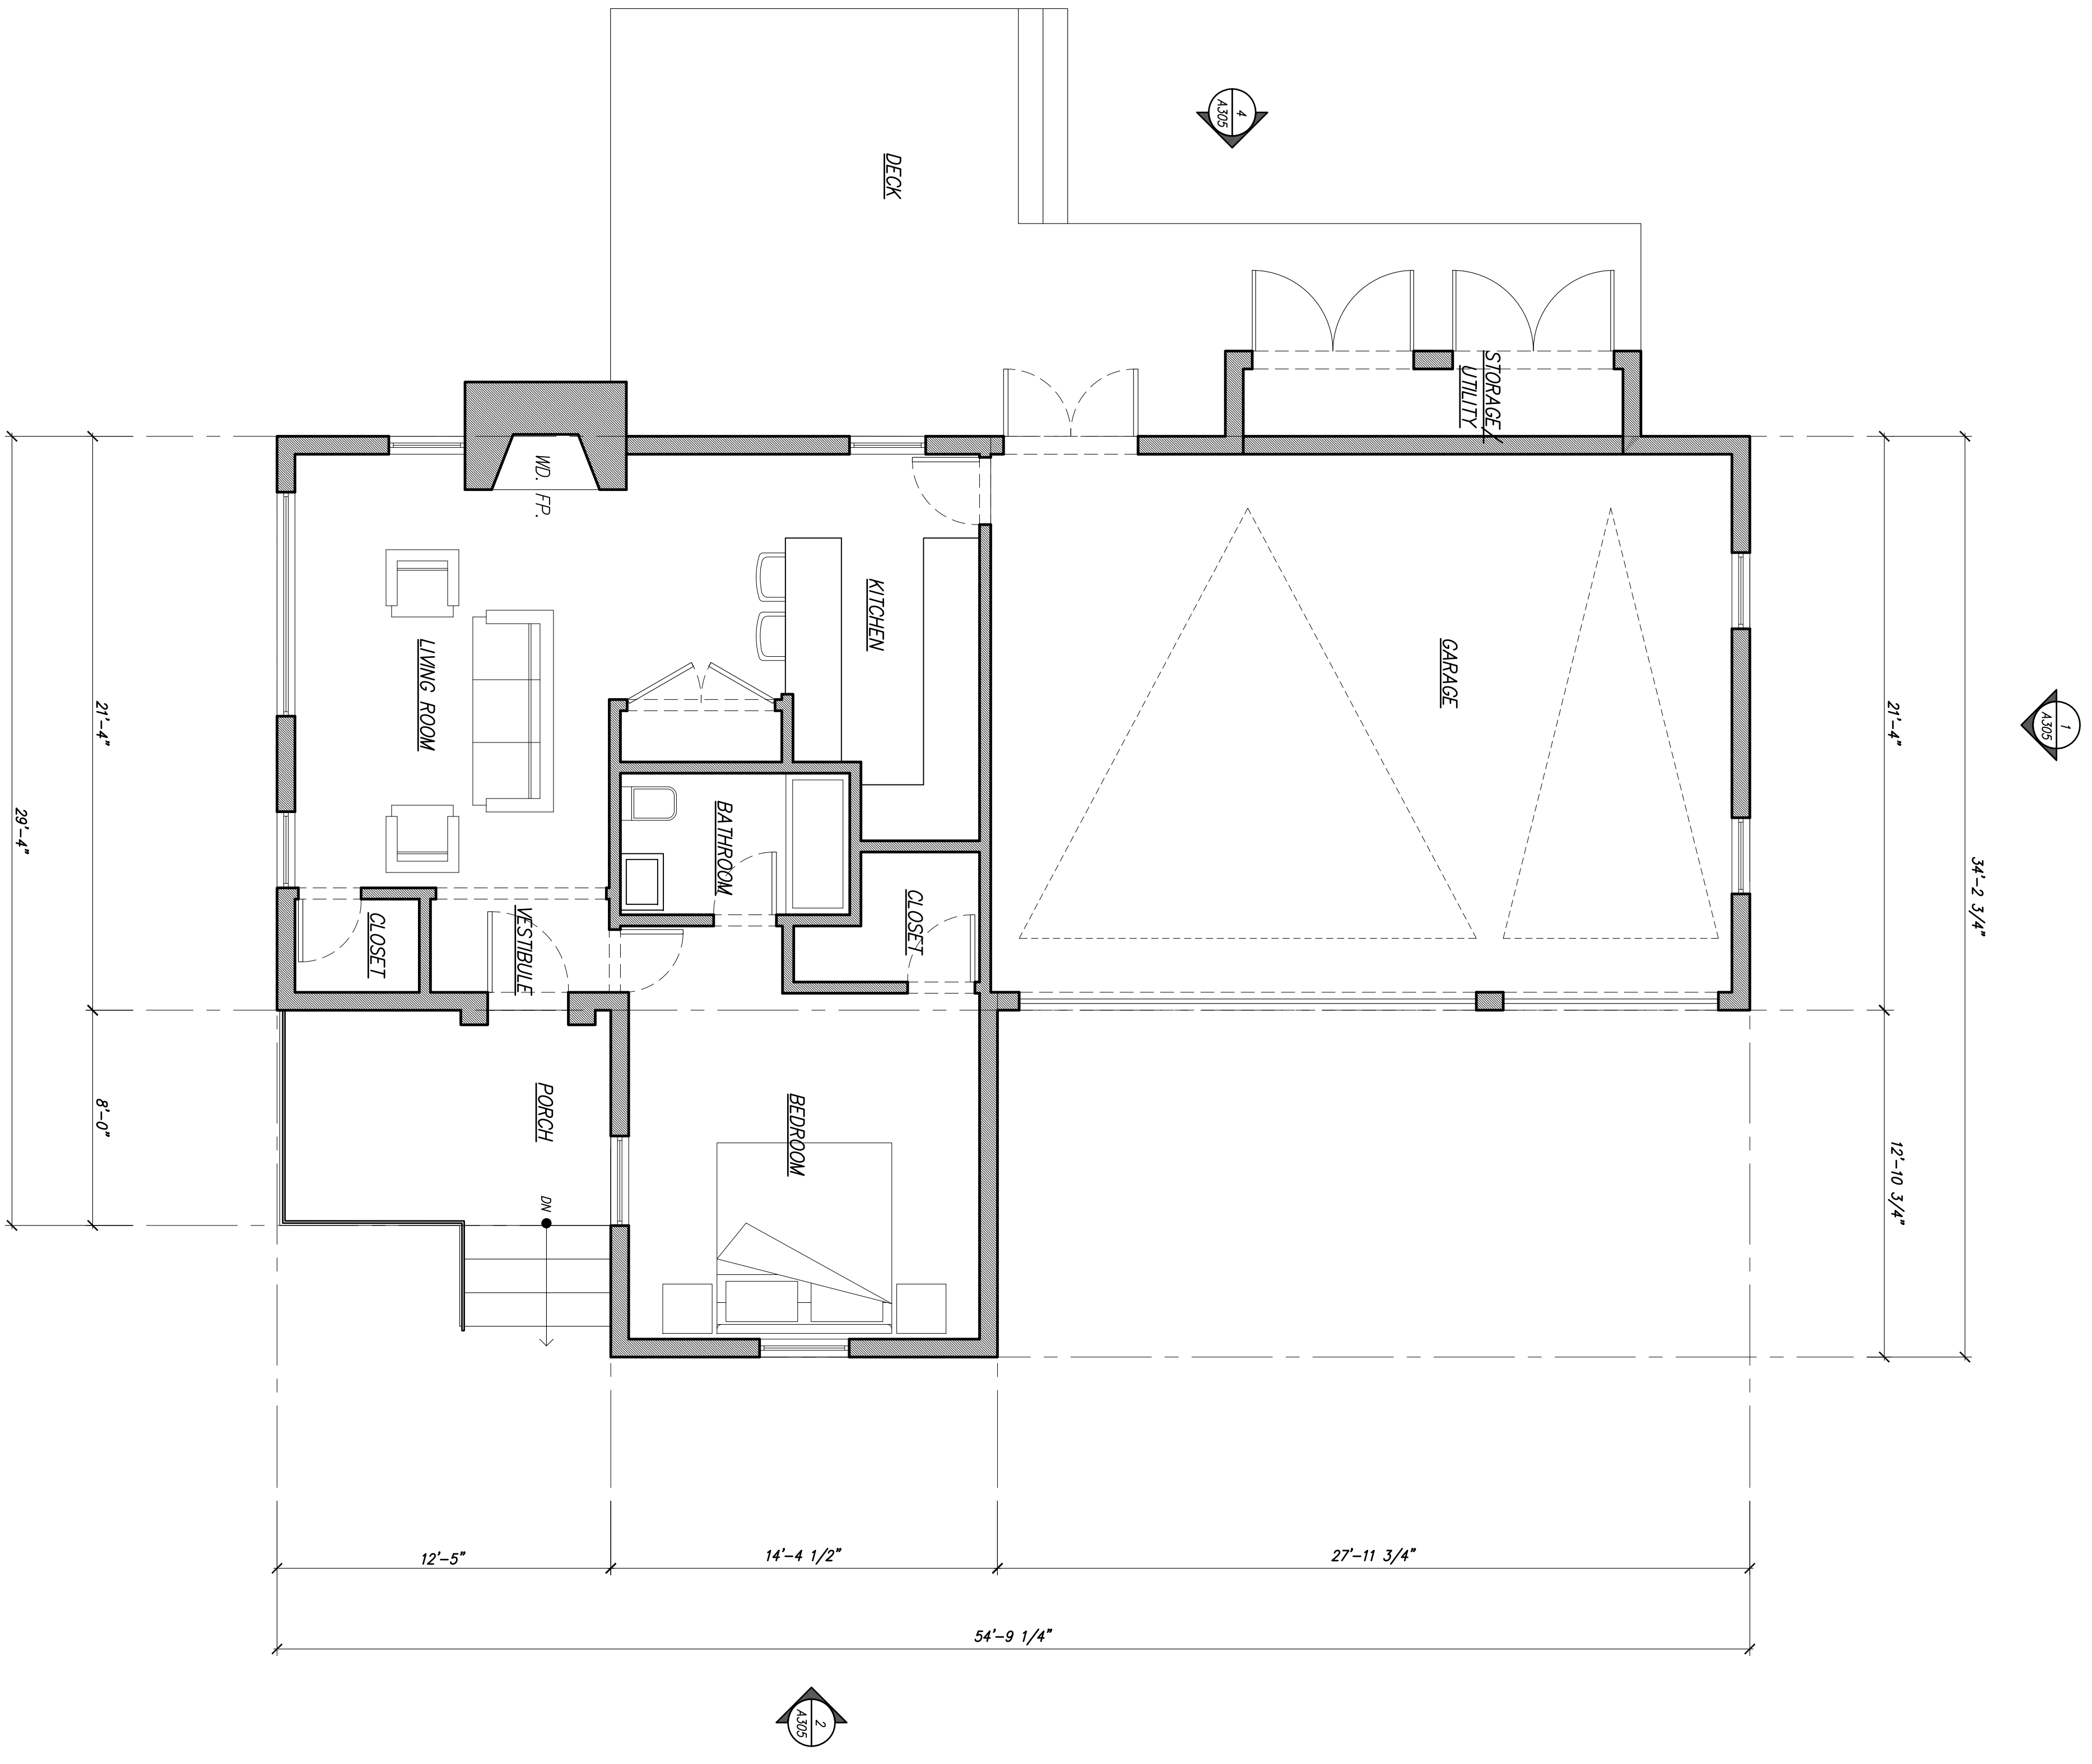 DECK
4
A305
STORAGE/
UTILITY
WD. FP.
KITCHEN
LIVING ROOM
GARAGE
1
A305
21'-4"
21'-4"
34'-2 3/4"
29'-4"
BATHROOM
CLOSET
CLOSET
VESTIBULE
PORCH
BEDROOM
8'-0"
12'-10 3/4"
DN
12'-5"
14'-4 1/2"
27'-11 3/4"
54'-9 1/4"
2
A305